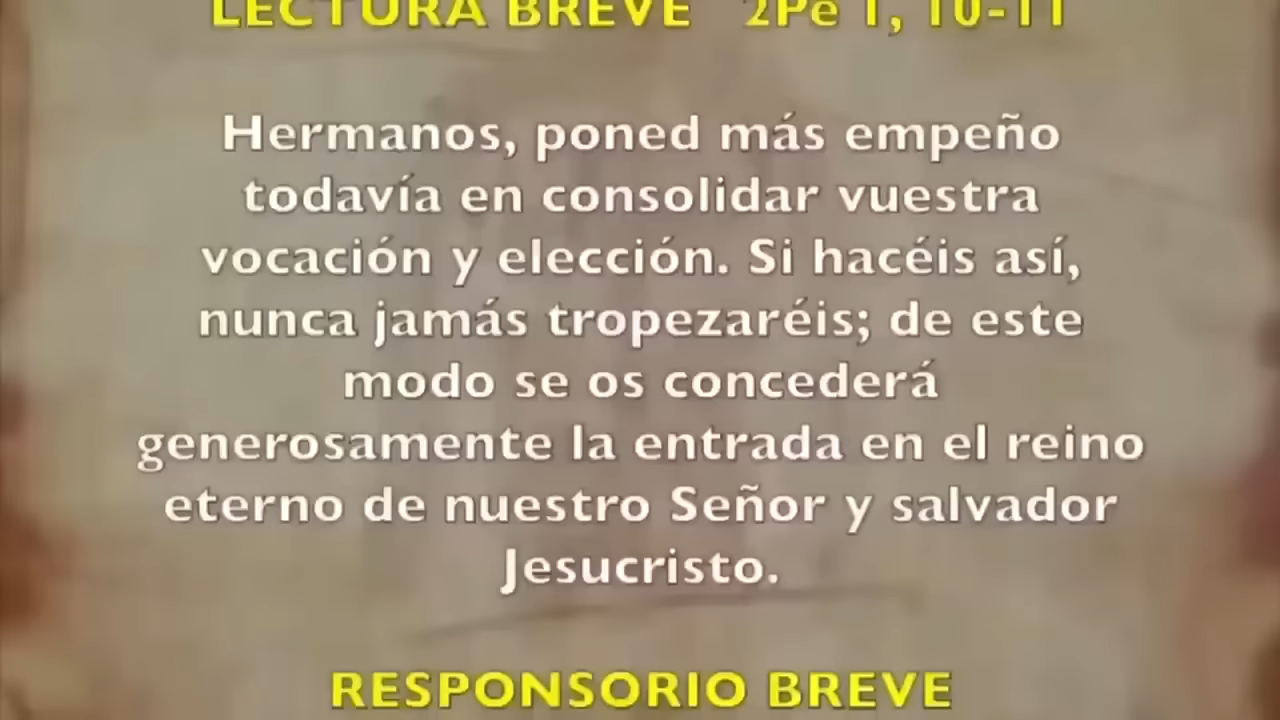 LECTURA BREVE 2Pe 1, 10-11
Hermanos, poned más empeño
todavía en consolidar vuestra
vocación y elección. Si hacéis así,
nunca jamás tropezaréis; de este
modo se os concederá
generosamente la entrada en el reino
eterno de nuestro Señor y salvador
Jesucristo.
RESPONSORIO BREVE